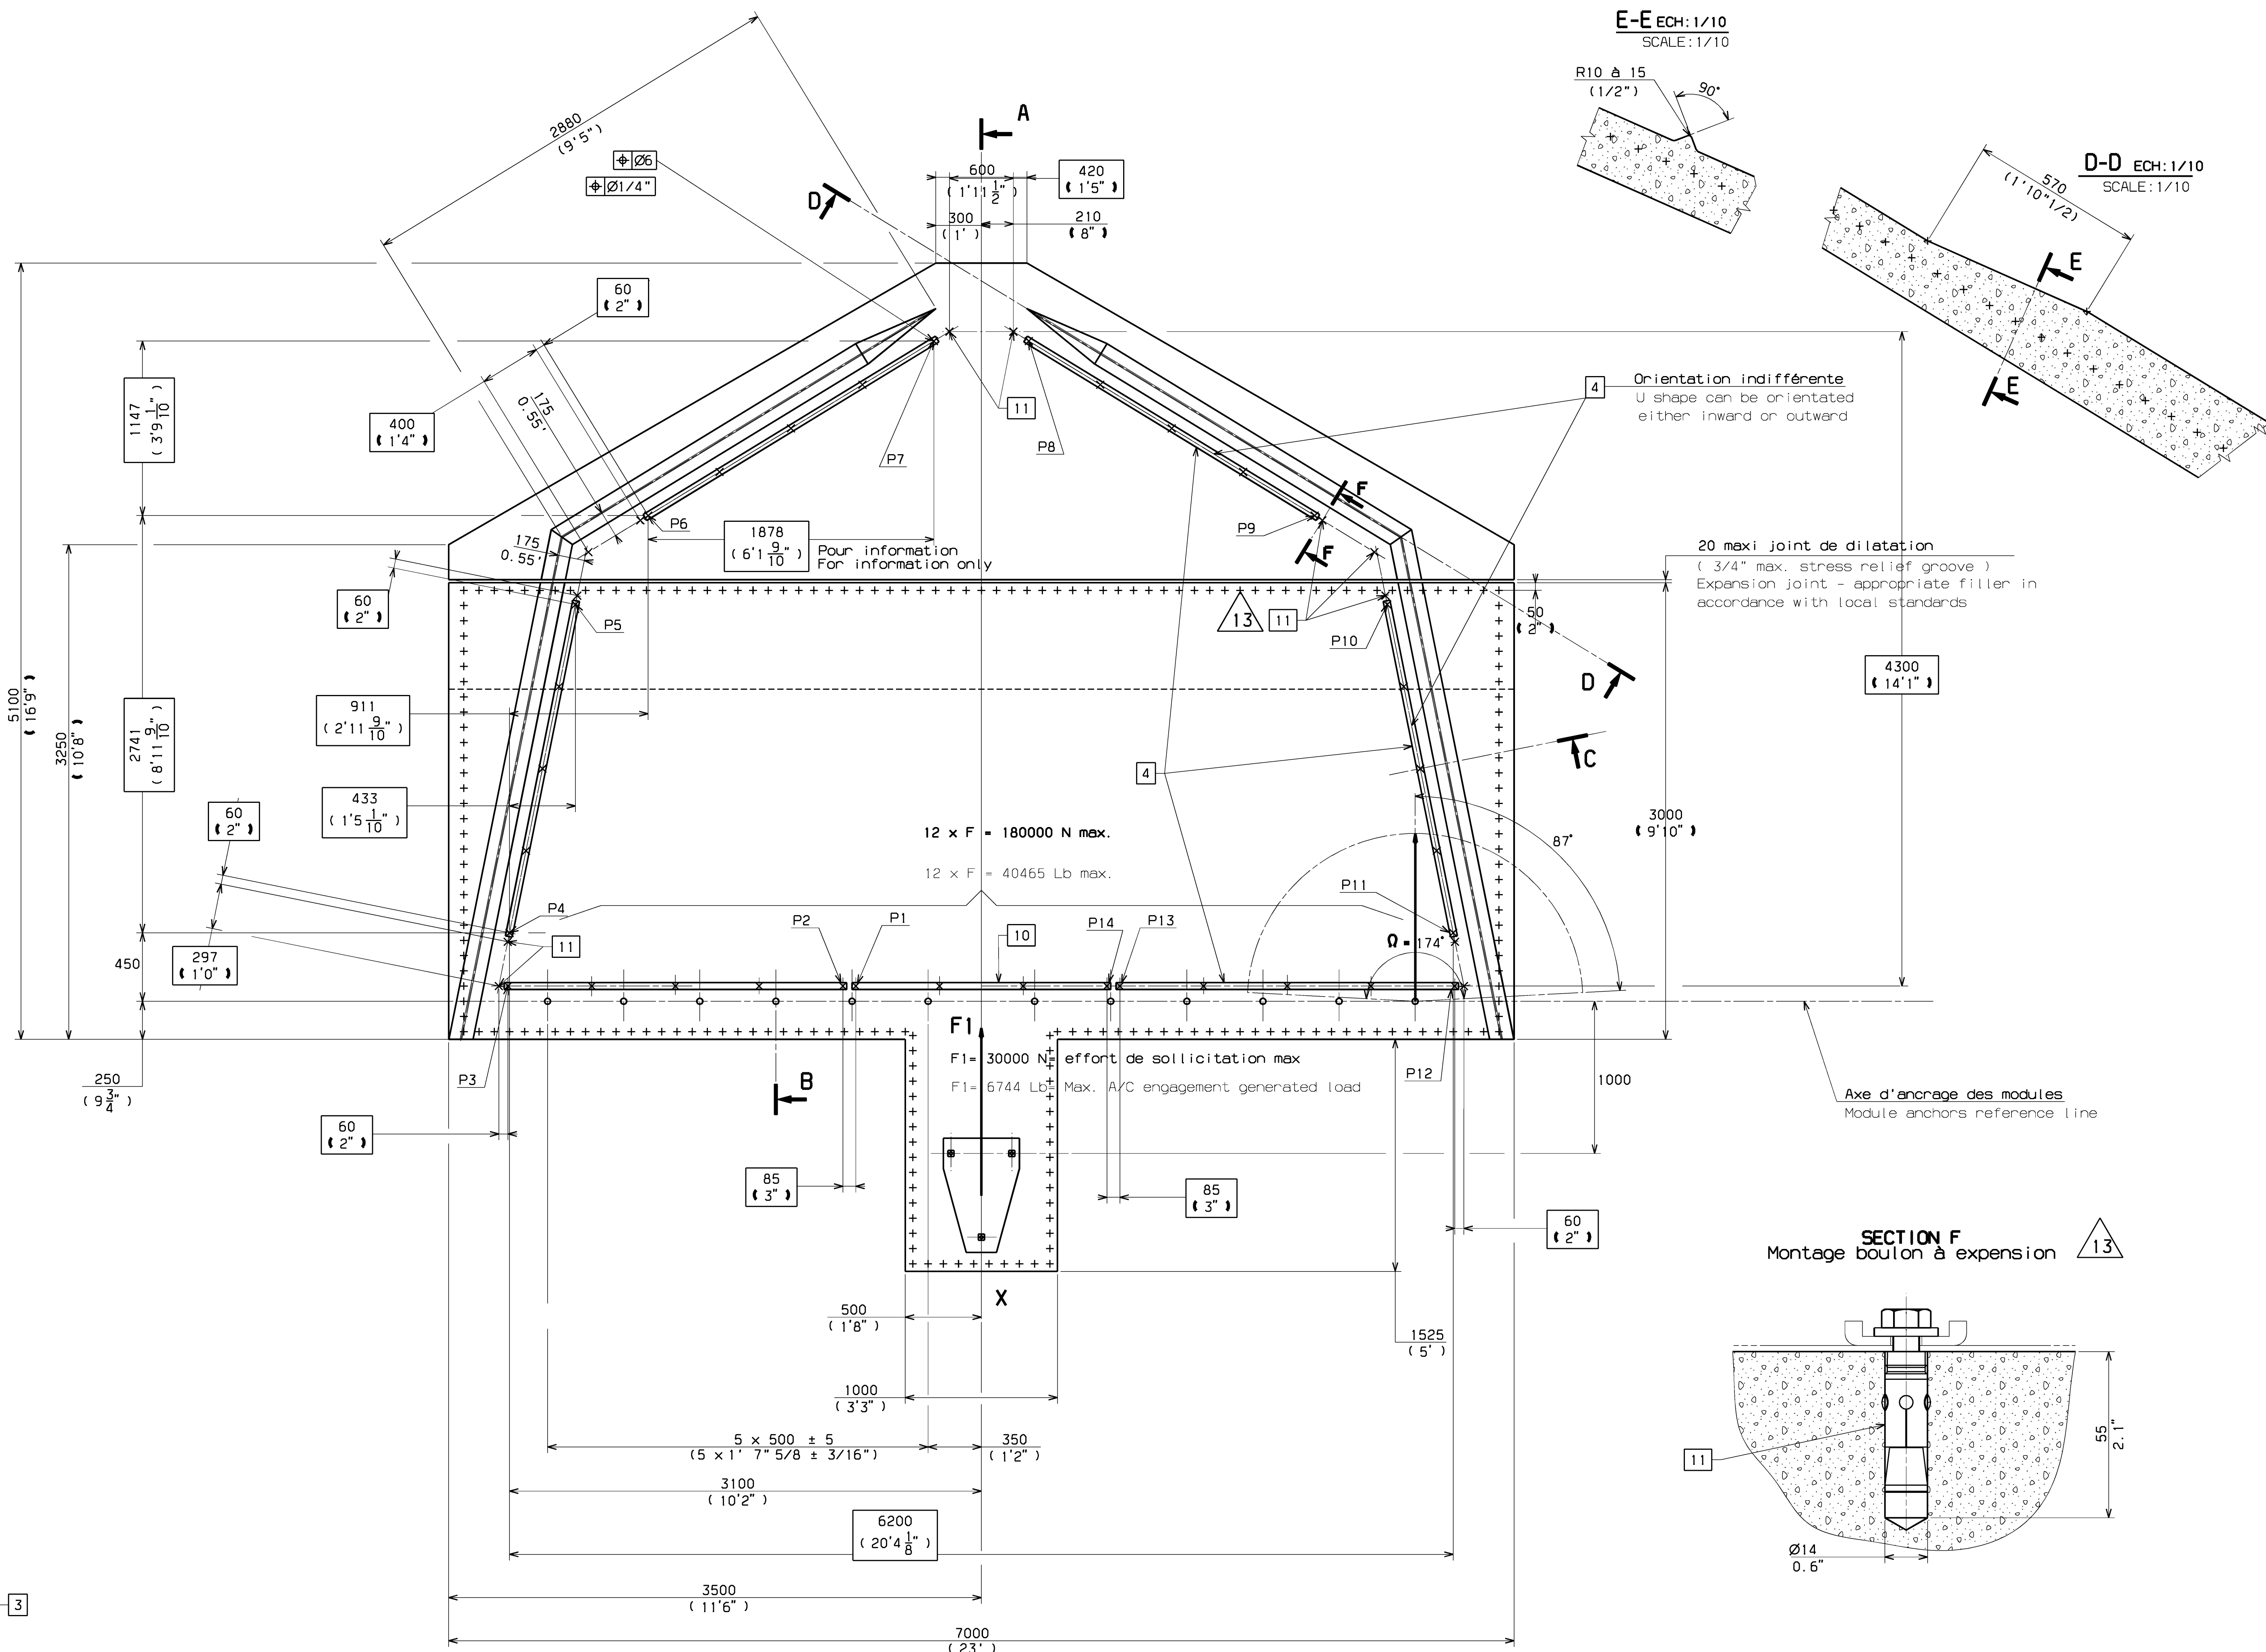 E-E ECH:1/10
SCALE:1/10
R10 à 15
(1/2")
90°
D-D ECH:1/10
SCALE:1/10
570
(1'10"1/2)
E
E
2880
(9'5")
A
Ø6
Ø1/4"
600
(1'11 1/2")
420
(1'5")
300
(1')
210
(8")
D
60
(2")
1147
(3'9 1/10")
400
(1'4")
175
0.55'
11
4
Orientation indifférente
U shape can be orientated
either inward or outward
P7
P8
P6
1878
(6'1 9/10")
Pour information
For information only
P9
F
F
175
0.55'
20 maxi joint de dilatation
( 3/4" max. stress relief groove )
Expansion joint - appropriate filler in
accordance with local standards
60
(2")
P5
13
11
P10
50
(2")
5100
(16'9")
3250
(10'8")
2741
(8'11 9/10")
911
(2'11 9/10")
D
4300
(14'1")
C
4
433
(1'5 1/10")
60
(2")
12 x F = 180000 N max.
12 x F = 40465 Lb max.
3000
(9'10")
87°
P4
P2
P1
P14
P13
P11
10
11
Ω = 174°
450
297
(1'0")
F1
F1= 30000 N= effort de sollicitation max
F1= 6744 Lb= Max. A/C engagement generated load
P3
B
P12
1000
250
(9 3/4")
Axe d'ancrage des modules
Module anchors reference line
60
(2")
85
(3")
85
(3")
60
(2")
X
500
(1'8")
1525
(5')
1000
(3'3")
5 x 500 ± 5
(5 x1' 7"5/8 ± 3/16")
350
(1'2")
3100
(10'2")
6200
(20'4 1/8")
3500
(11'6")
7000
(23')
3
SECTION F
Montage boulon à expension
13
11
55
2.1"
Ø14
0.6"